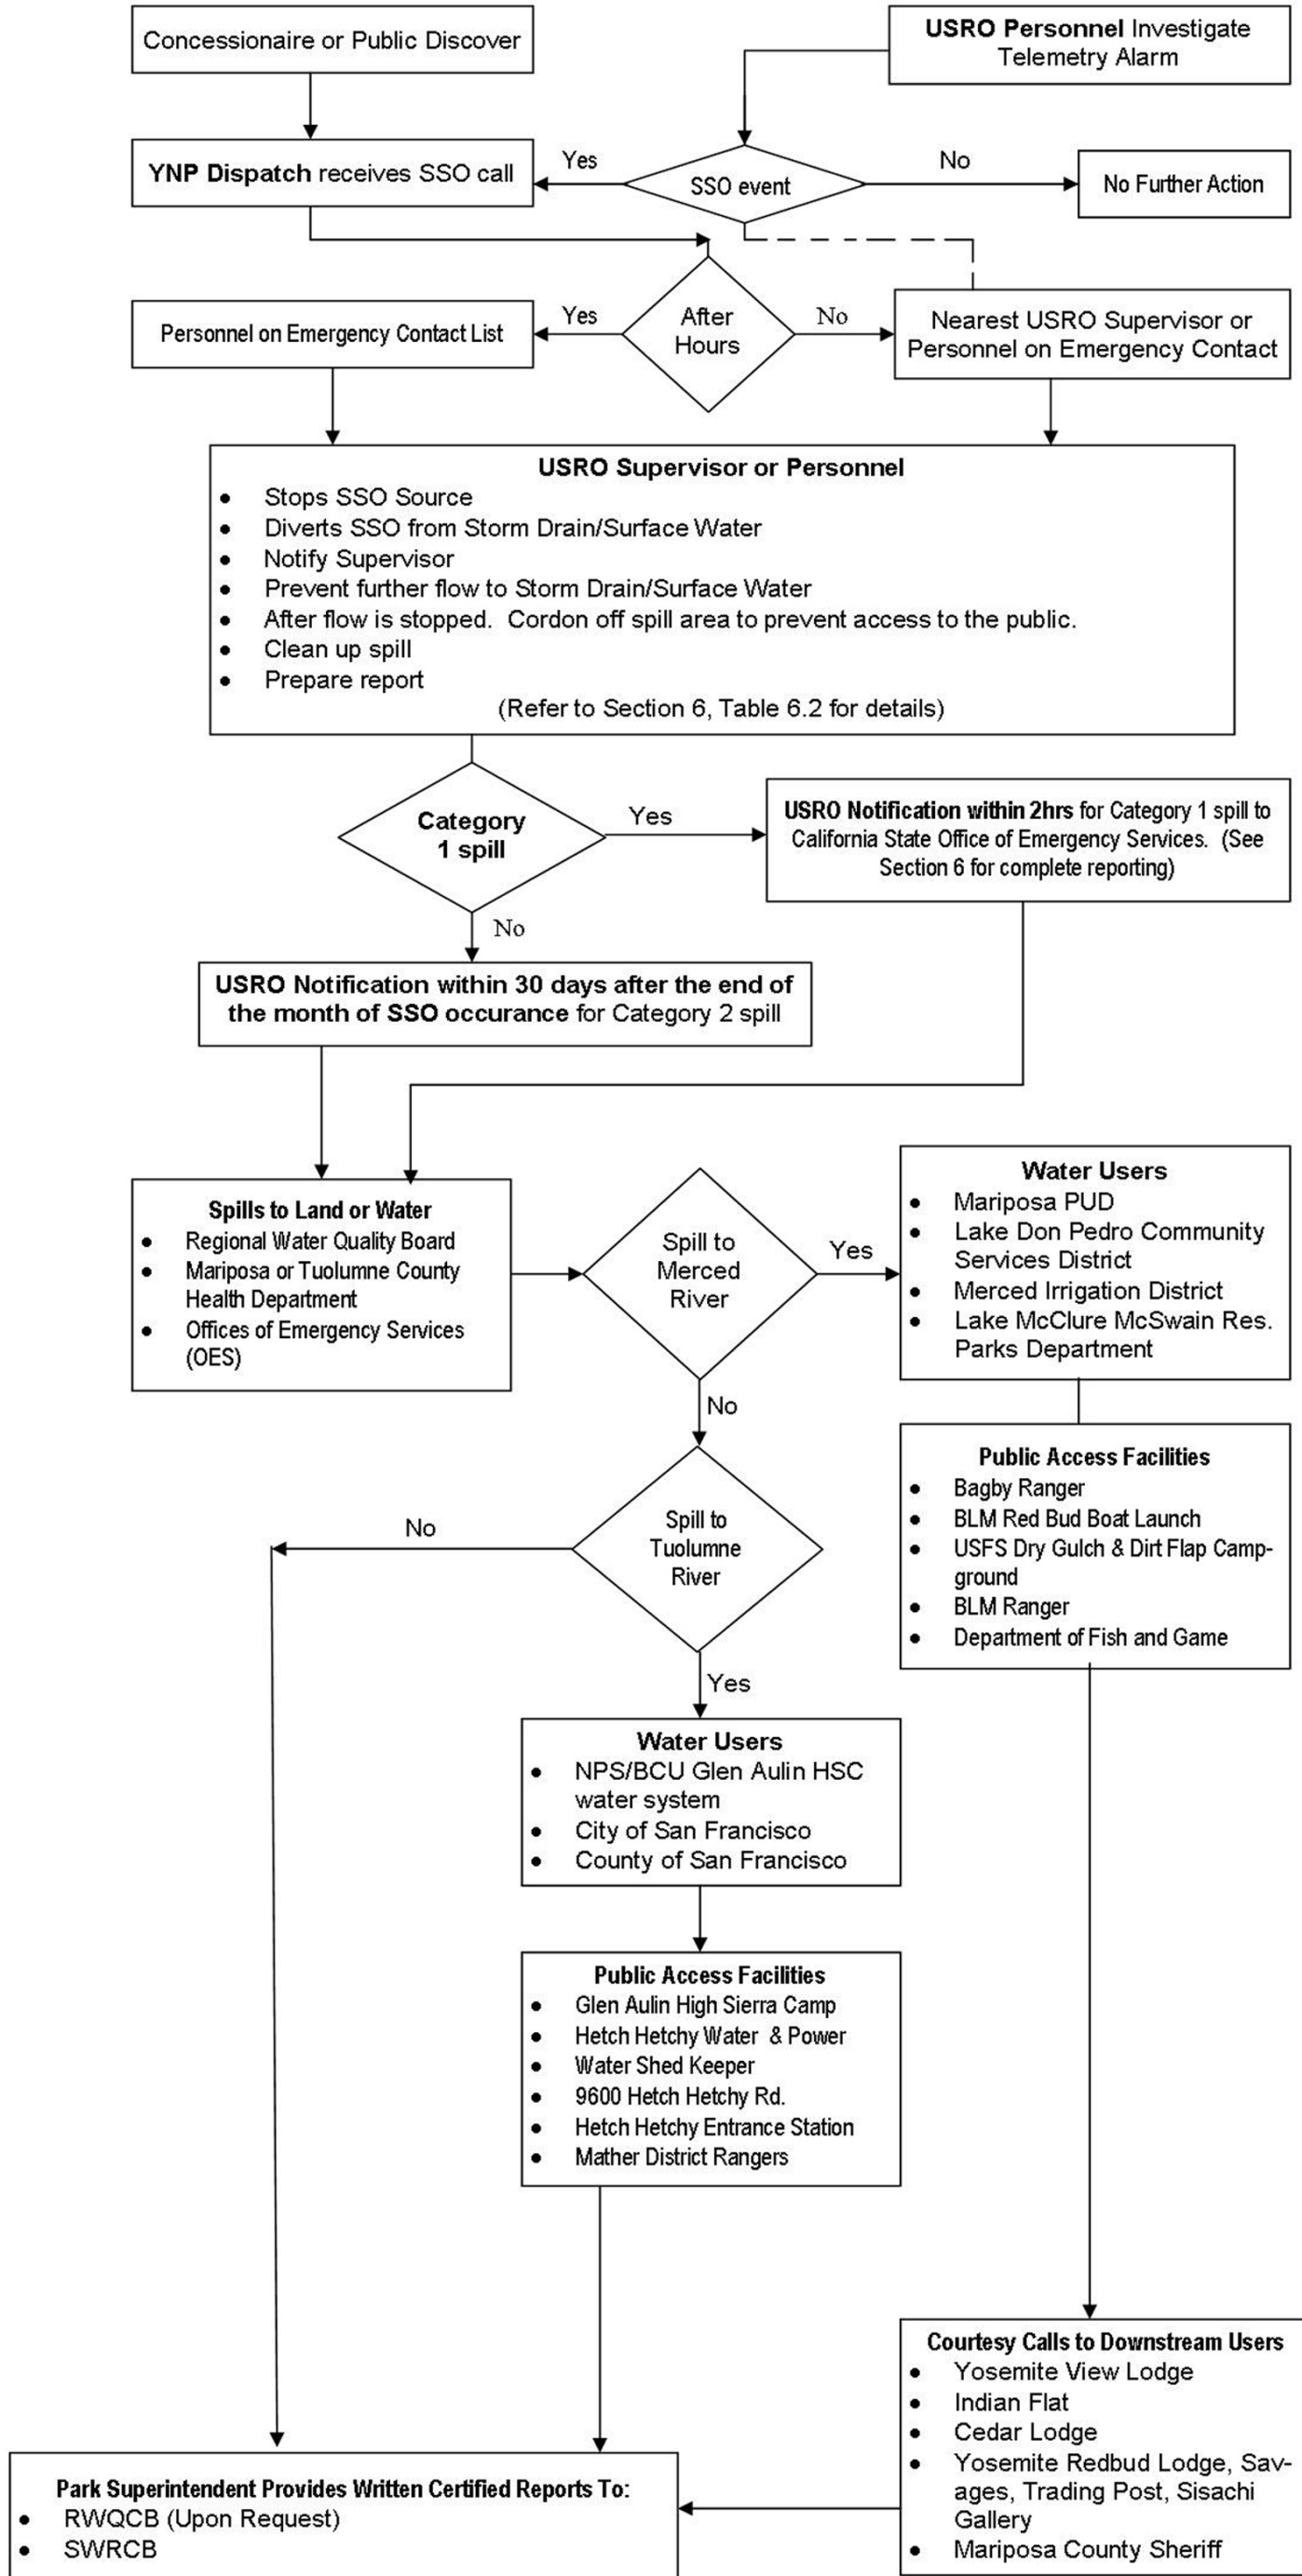 Concessionaire or Public Discover
USRO Personnel Investigate
Telemetry Alarm
YNP Dispatch receives SSO call
Yes
SSO event
No
No Further Action
Personnel on Emergency Contact List
Yes
After
Hours
No
Nearest USRO Supervisor or
Personnel on Emergency Contact
USRO Supervisor or Personnel
• Stops SSO Source
• Diverts SSO from Storm Drain/Surface Water
• Notify Supervisor
• Prevent further flow to Storm Drain/Surface Water
• After flow is stopped. Cordon off spill area to prevent access to the public.
• Clean up spill
• Prepare report
(Refer to Section 6, Table 6.2 for details)
Category
1 spill
Yes
USRO Notification within 2hrs for Category 1 spill to
California State Office of Emergency Services. (See
Section 6 for complete reporting)
No
USRO Notification within 30 days after the end of
the month of SSO occurance for Category 2 spill
Spills to Land or Water
• Regional Water Quality Board
• Mariposa or Tuolumne County
Health Department
• Offices of Emergency Services
(OES)
Spill to
Merced
River
Yes
Water Users
• Mariposa PUD
• Lake Don Pedro Community
Services District
• Merced Irrigation District
• Lake McClure McSwain Res.
Parks Department
No
Public Access Facilities
• Bagby Ranger
• BLM Red Bud Boat Launch
• USFS Dry Gulch & Dirt Flap Camp-
ground
• BLM Ranger
• Department of Fish and Game
Spill to
Tuolumne
River
No
Yes
Water Users
• NPS/BCU Glen Aulin HSC
water system
• City of San Francisco
• County of San Francisco
Public Access Facilities
• Glen Aulin High Sierra Camp
• Hetch Hetchy Water & Power
• Water Shed Keeper
• 9600 Hetch Hetchy Rd.
• Hetch Hetchy Entrance Station
• Mather District Rangers
Courtesy Calls to Downstream Users
• Yosemite View Lodge
• Indian Flat
• Cedar Lodge
• Yosemite Redbud Lodge, Sav-
ages, Trading Post, Sisachi
Gallery
• Mariposa County Sheriff
Park Superintendent Provides Written Certified Reports To:
• RWQCB (Upon Request)
• SWRCB